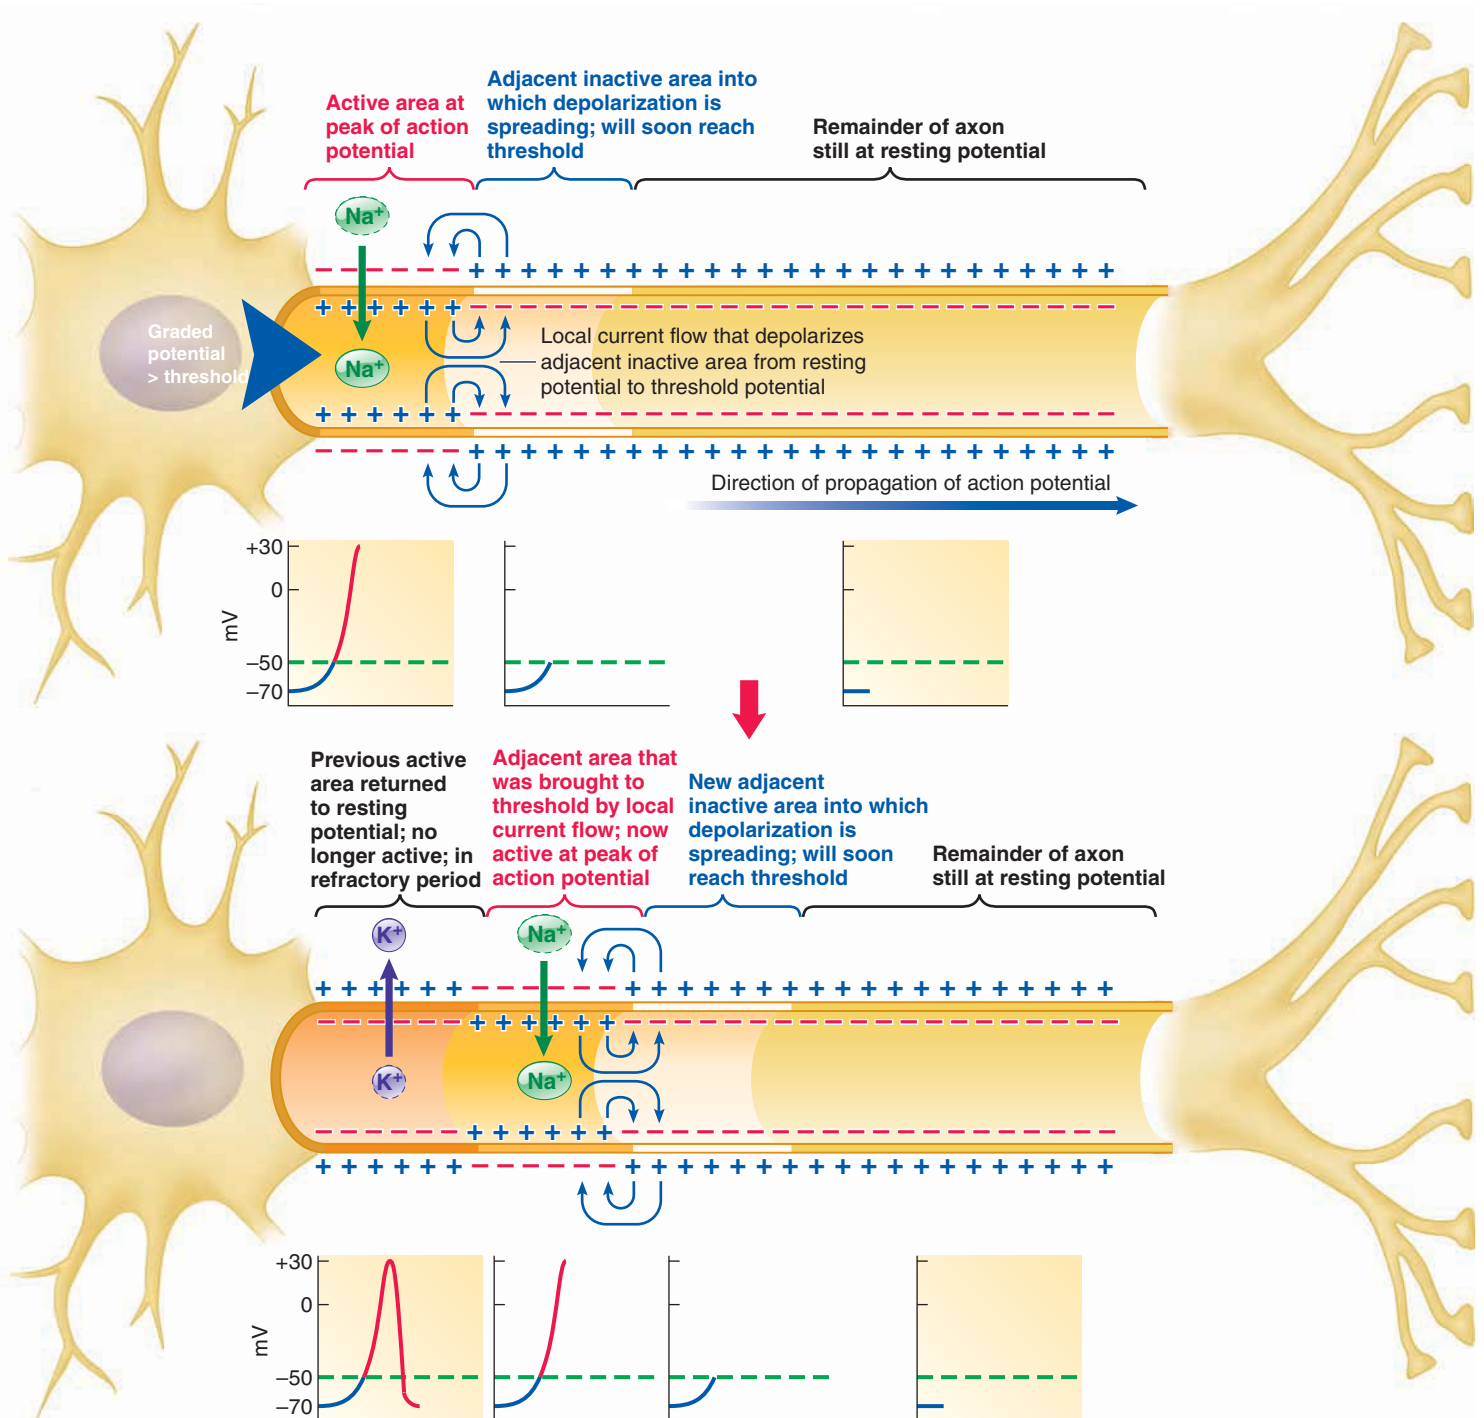 Active area at
peak of action
potential
Adjacent inactive area into
which depolarization is
spreading; will soon reach
threshold
Remainder of axon
still at resting potential
Na+
Graded
potential
> threshold
Na+
Local current flow that depolarizes
adjacent inactive area from resting
potential to threshold potential
Direction of propagation of action potential
+30
0
–50
–70
mV
Previous active
area returned
to resting
potential; no
longer active; in
refractory period
Adjacent area that
was brought to
threshold by local
current flow; now
active at peak of
action potential
New adjacent
inactive area into which
depolarization is
spreading; will soon
reach threshold
Remainder of axon
still at resting potential
K+
Na+
K+
Na+
+30
0
–50
–70
mV